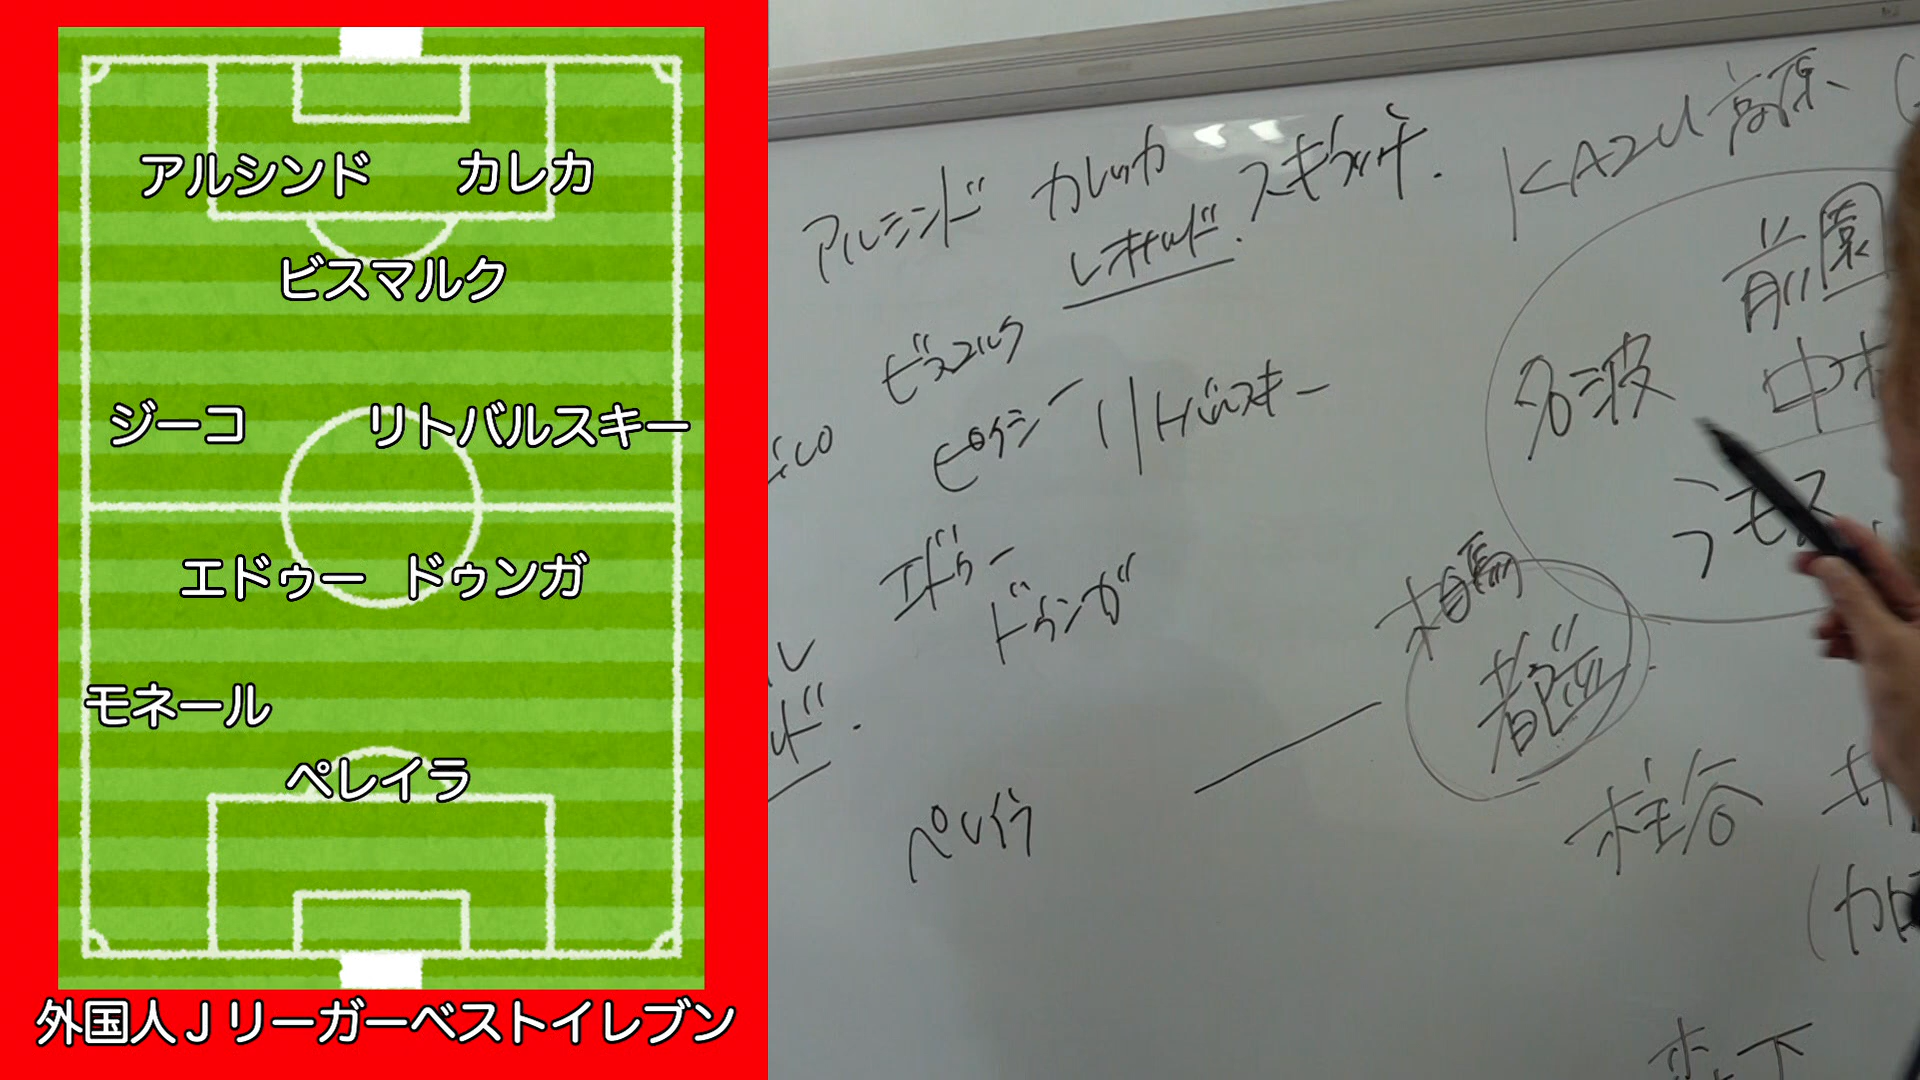 アルシンド カレカ
ビスマルク
ジーコ リトバルスキー
エドゥー ドゥンガ
モネール
ペレイラ
外国人Jリーガーベストイレブン
アルシンド カレッカ スキラッチ.
レオナルド.
ビスマルク
ico ピクシー リトバルスキー
エドゥー
ドゥンガ
ペレイラ
KAZU 高原 (
前園
名波 中村
相馬
都並
柱谷 井
(加
森下